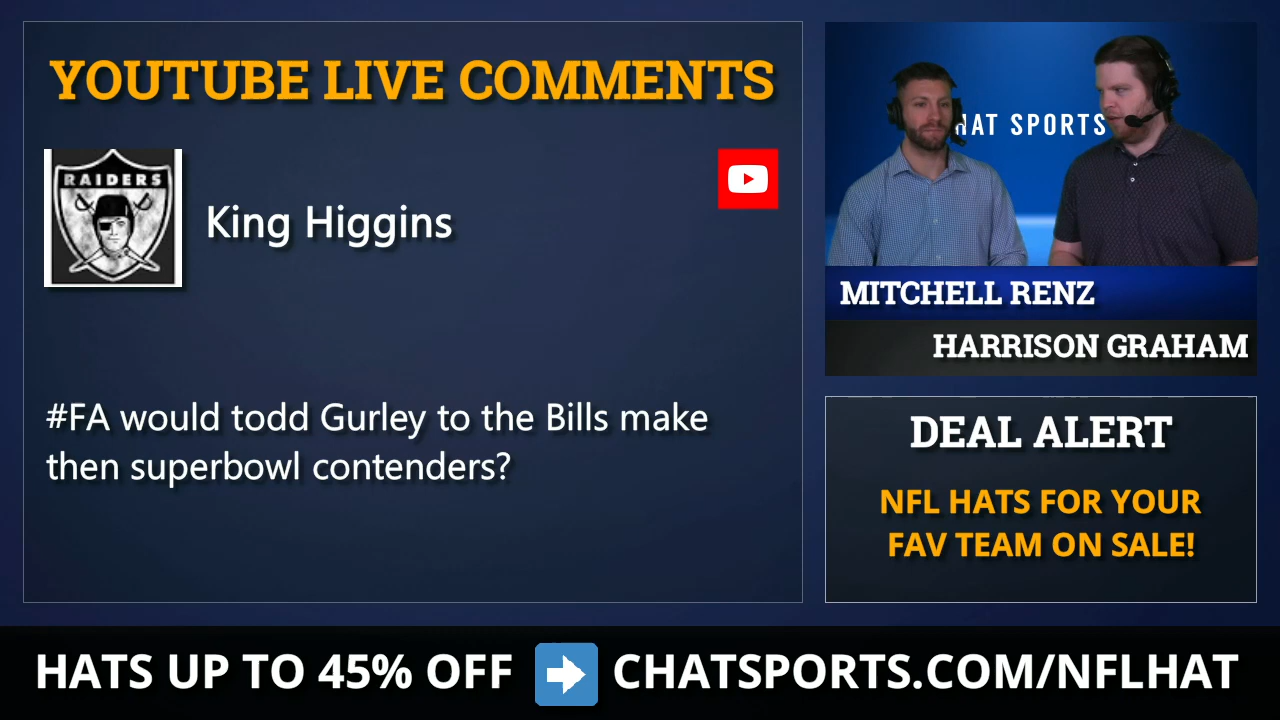 YOUTUBE LIVE COMMENTS
RAIDERS
King Higgins
#FA would todd Gurley to the Bills make
then superbowl contenders?
HAT SPORTS
MITCHELL RENZ
HARRISON GRAHAM
DEAL ALERT
NFL HATS FOR YOUR
FAV TEAM ON SALE!
HATS UP TO 45% OFF CHATSPORTS.COM/NFLHAT